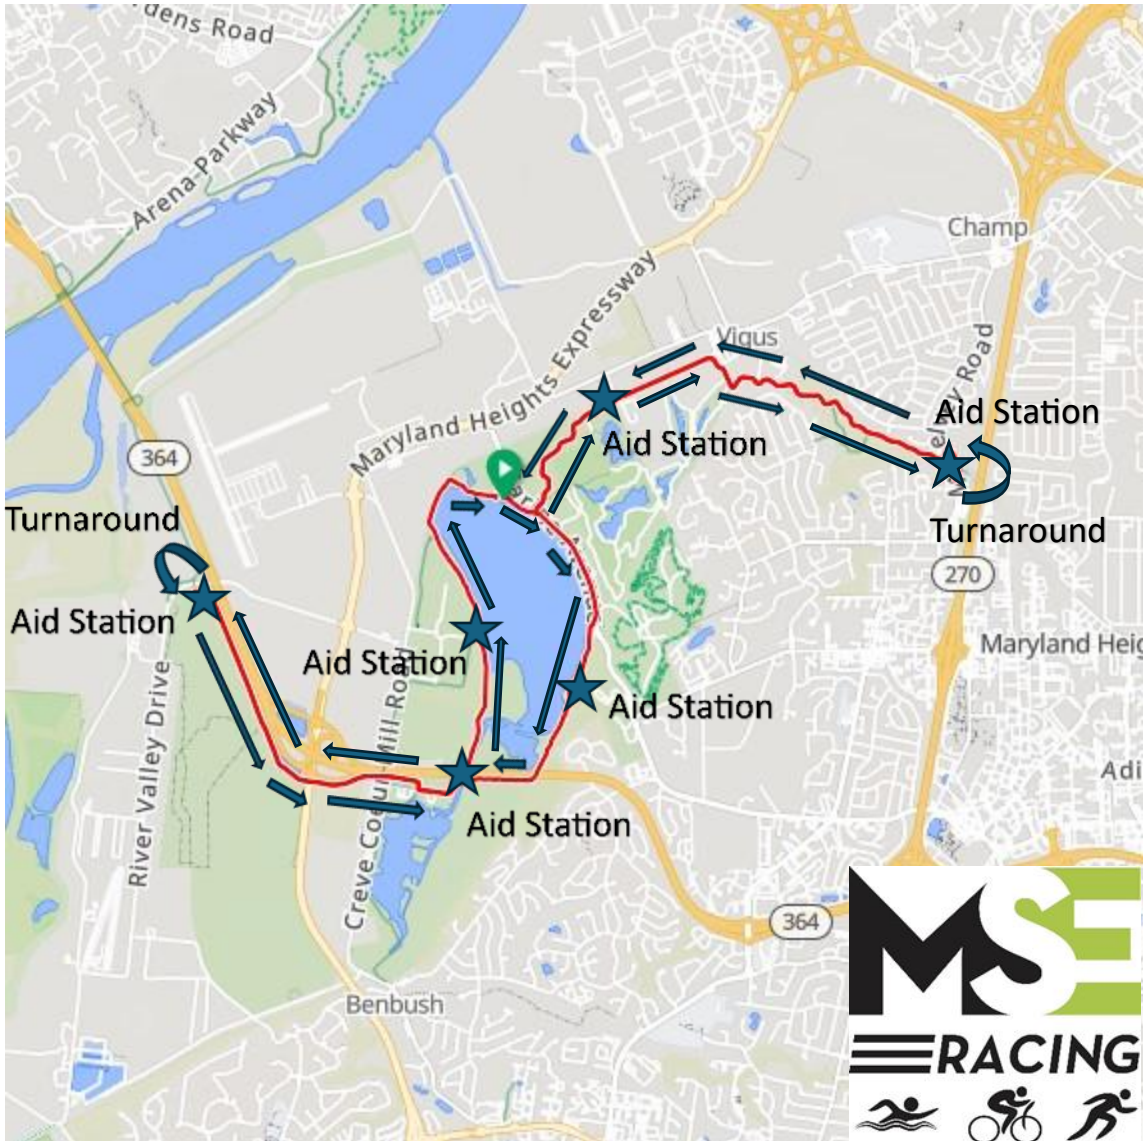 dens Road
Arena-Parkway
Champ
Maryland Heights Expressway
Vigus
364
Aid Station
Aid Station
Turnaround
Turnaround
270
Aid Station
Maryland Heig
Aid Station
Aid Station
River Valley Drive
Creve Coeur Mill Road
Adi
Aid Station
364
Benbush
MSE
RACING